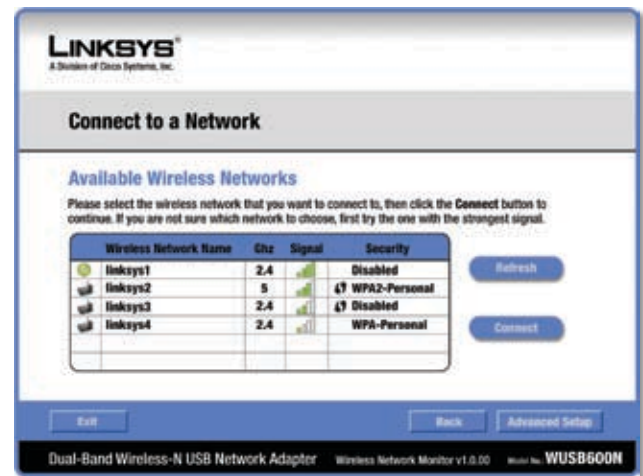 LINKSYS®
A Division of Cisco Systems, Inc.
Connect to a Network
Available Wireless Networks
Please select the wireless network that you want to connect to, then click the Connect button to
continue. If you are not sure which network to choose, first try the one with the strongest signal.
Wireless Network Name Ghz Signal Security
linksys1 2.4 Disabled
linksys2 5 WPA2-Personal
linksys3 2.4 Disabled
linksys4 2.4 WPA-Personal
Refresh
Connect
Exit
Back
Advanced Setup
Dual-Band Wireless-N USB Network Adapter Wireless Network Monitor v1.0.00 Model No. WUSB600N